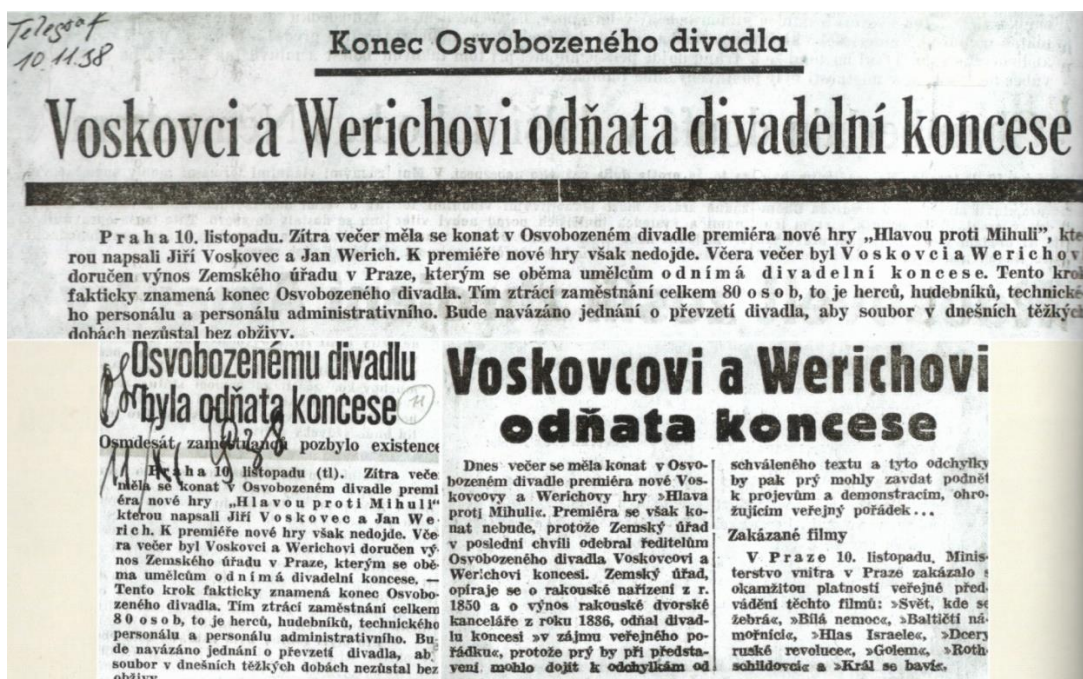 Telegraf
10.11.38
Konec Osvobozeného divadla
Voskovci a Werichovi odňata divadelní koncese
Praha 10. listopadu. Zítra večer měla se konat v Osvobozeném divadle premiéra nové hry „Hlavou proti Mihuli", kte
rou napsali Jiří Voskovec a Jan Werich. K premiéře nové hry však nedojde. Včera večer byl Voskovci a Werichov
doručen výnos Zemského úřadu v Praze, kterým se oběma umělcům odnímá divadelní koncese. Tento krok
fakticky znamená konec Osvobozeného divadla. Tím ztrácí zaměstnání celkem 80 osob, to je herců, hudebníků, technické
ho personálu a personálu administrativního. Bude navázáno jednání o převzetí divadla, aby soubor v dnešních těžkých
dobách nezůstal bez obživy.
Osvobozenému divadlu
byla odňata koncese
11
Osmdesát zaměstnanců pozbylo existence
Praha 10. listopadu (tl). Zítra veče
měla se konat v Osvobozeném divadle premi
éra nové hry „Hlavou proti Mihuli"
kterou napsali Jiří Voskovec a Jan We
rich. K premiéře nové hry však nedojde. Vče
ra večer byl Voskovci a Werichovi doručen vý
nos Zemského úřadu v Praze, kterým se obě
ma umělcům odnímá divadelní koncese. —
Tento krok fakticky znamená konec Osvobo
zeného divadla. Tím ztrácí zaměstnání celkem
80 osob, to je herců, hudebníků, technického
personálu a personálu administrativního. Bu
de navázáno jednání o převzetí divadla, ab
soubor v dnešních těžkých dobách nezůstal bez
obživy.
Voskovcovi a Werichovi
odňata koncese
Dnes večer se měla konat v Osvo-
bozeném divadle premiéra nové Vos-
kovcovy a Werichovy hry »Hlava
proti Mihuli«. Premiéra se však ko-
nat nebude, protože Zemský úřad
v poslední chvíli odebral ředitelům
Osvobozeného divadla Voskovcovi a
Werichovi koncesi. Zemský úřad,
opíraje se o rakouské nařízení z r.
1850 a o výnos rakouské dvorské
kanceláře z roku 1836, odňal divad-
lu koncesi »v zájmu veřejného po-
řádku«, protože prý by při předsta-
vení mohlo dojít k odchylkám od
schváleného textu a tyto odchylky
by pak prý mohly zavdat podnět
k projevům a demonstracím, ohro-
žujícím veřejný pořádek...
Zakázané filmy
V Praze 10. listopadu. Minis-
terstvo vnitra v Praze zakázalo s
okamžitou platností veřejné před-
vádění těchto filmů: »Svět, kde se
žebrá«, »Bílá nemoc«, »Baltičtí ná-
mořníci«, »Hlas Israele«, »Dcery
ruské revoluce«, »Golem«, »Roth-
schildovci« a »Král se baví«.